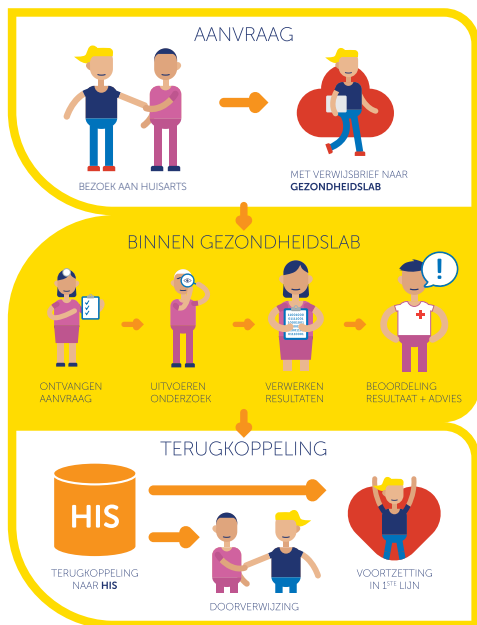 AANVRAAG
BEZOEK AAN HUISARTS
MET VERWIJSBRIEF NAAR
GEZONDHEIDSLAB
BINNEN GEZONDHEIDSLAB
!
ONTVANGEN
AANVRAAG
UITVOEREN
ONDERZOEK
VERWERKEN
RESULTATEN
BEOORDELING
RESULTAAT + ADVIES
TERUGKOPPELING
HIS
TERUGKOPPELING
NAAR HIS
DOORVERWIJZING
VOORTZETTING
IN 1STE LIJN